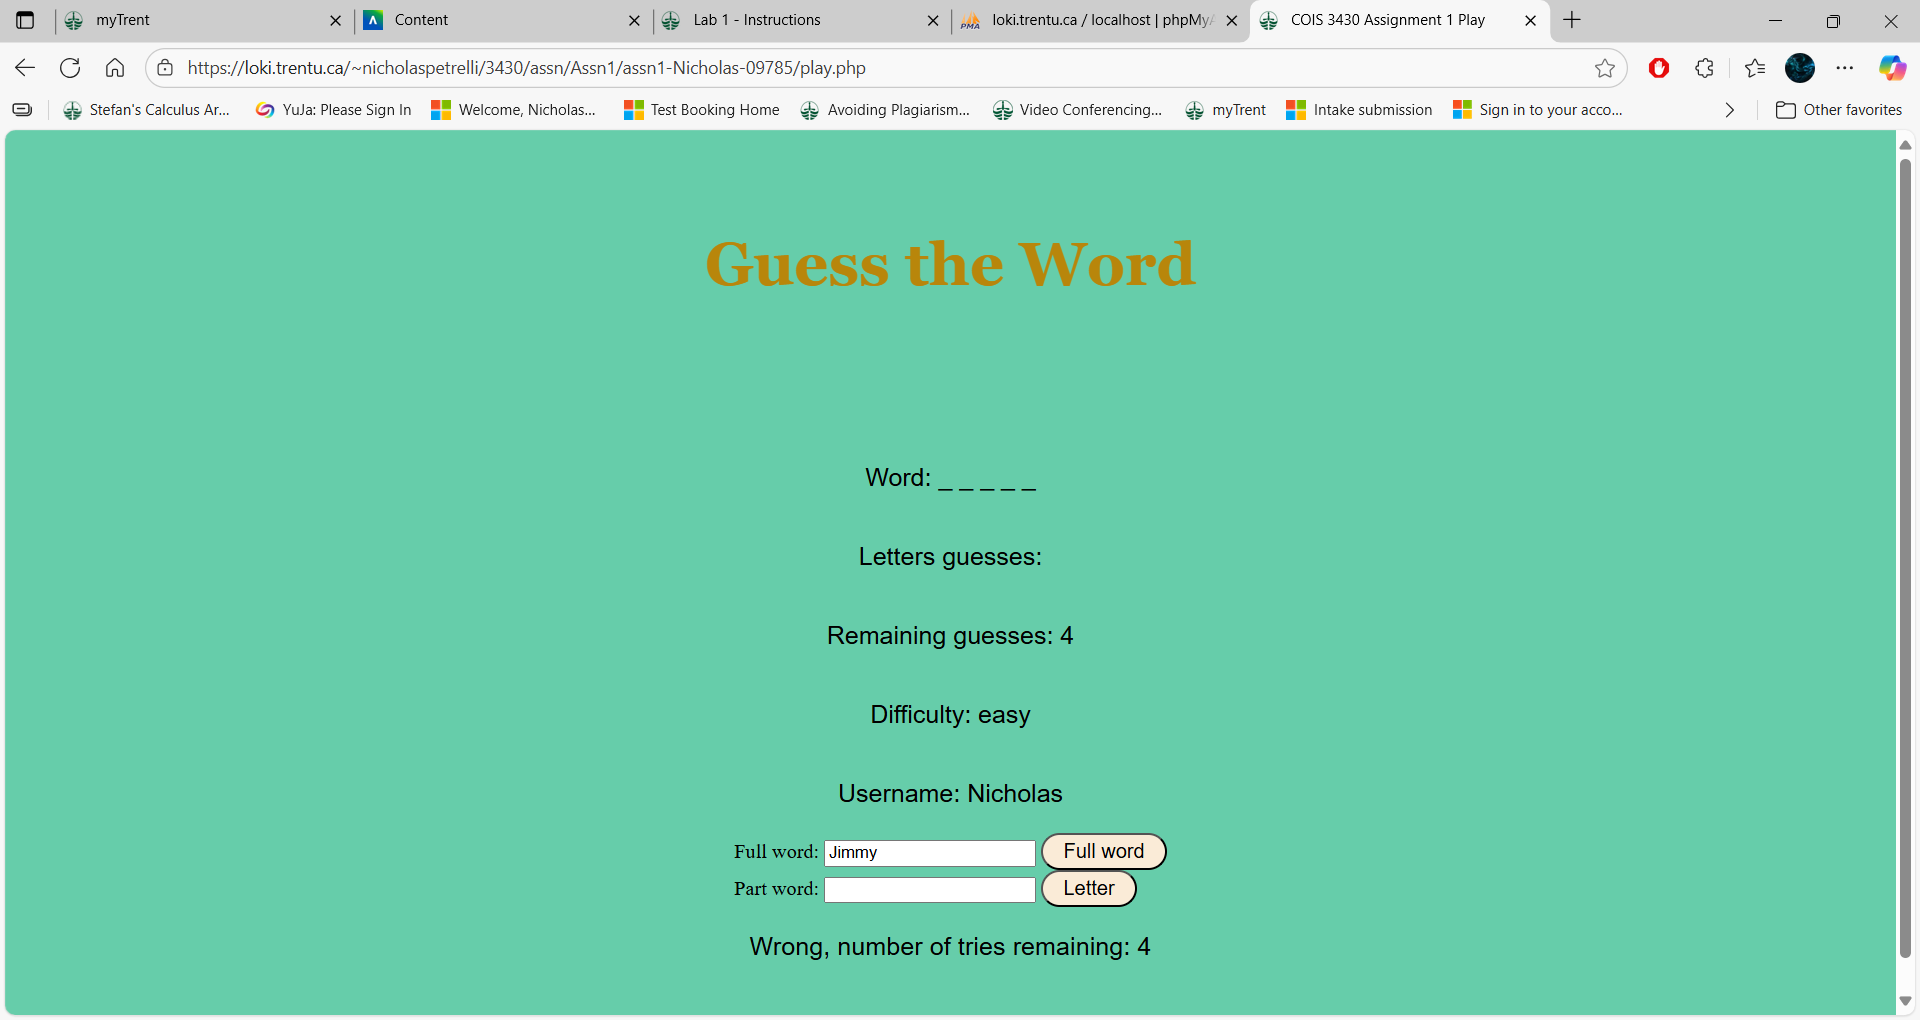 myTrent
Content
Lab 1 - Instructions
loki.trentu.ca / localhost | phpMyA
COIS 3430 Assignment 1 Play
https://loki.trentu.ca/~nicholaspetrelli/3430/assn/Assn1/assn1-Nicholas-09785/play.php
Stefan's Calculus Ar...
YuJa: Please Sign In
Welcome, Nicholas...
Test Booking Home
Avoiding Plagiarism...
Video Conferencing...
myTrent
Intake submission
Sign in to your acco...
Other favorites
Guess the Word
Word: _ _ _ _ _
Letters guesses:
Remaining guesses: 4
Difficulty: easy
Username: Nicholas
Full word: Jimmy Full word
Part word: Letter
Wrong, number of tries remaining: 4